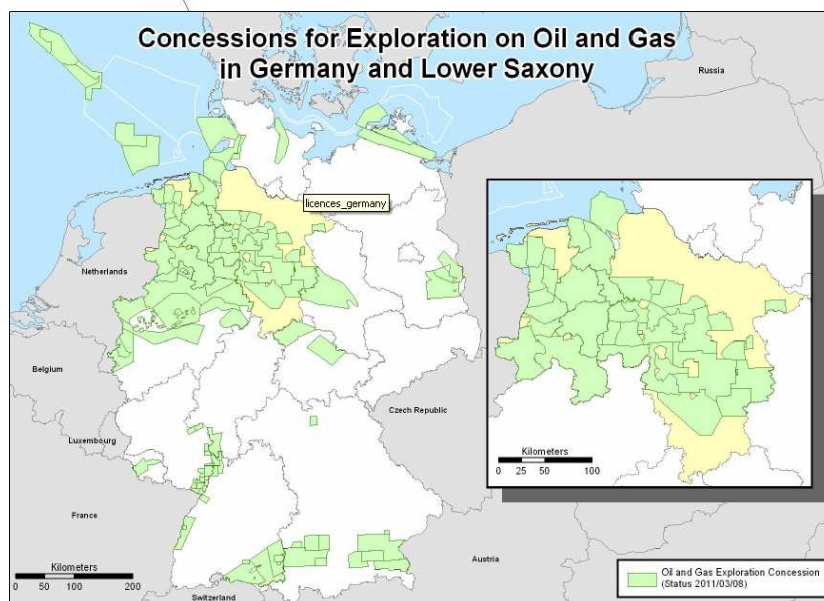 Concessions for Exploration on Oil and Gas
in Germany and Lower Saxony
Russia
licences_germany
Netherlands
Belgium
Czech Republic
Luxembourg
Kilometers
0 25 50 100
France
Kilometers
0 50 100 200
Austria
Switzerland
Oil and Gas Exploration Concession
(Status 2011/03/08)